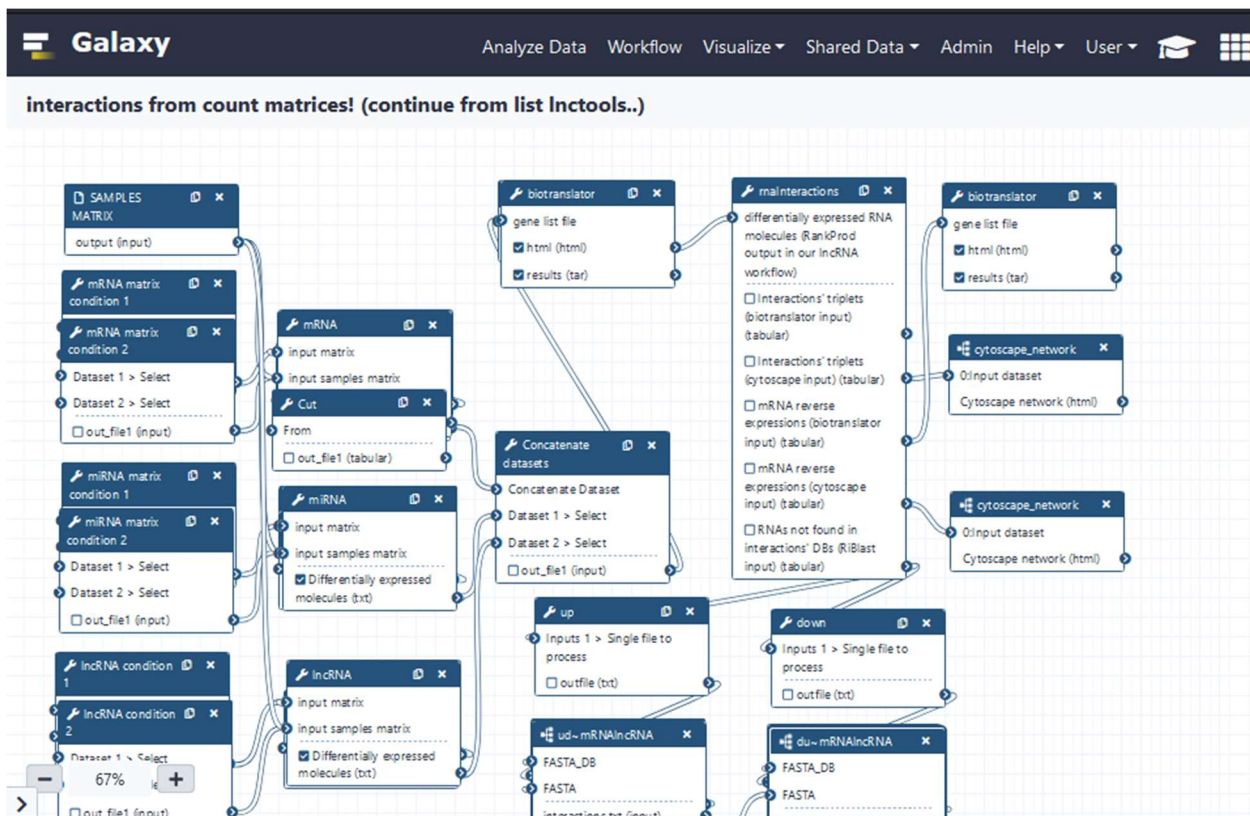 Galaxy
Analyze Data Workflow Visualize Shared Data Admin Help User
interactions from count matrices! (continue from list lnctools..)
SAMPLES
MATRIX
output (input)
mRNA matrix
condition 1
mRNA matrix
condition 2
Dataset 1 > Select
Dataset 2 > Select
out_file1 (input)
miRNA matrix
condition 1
miRNA matrix
condition 2
Dataset 1 > Select
Dataset 2 > Select
out_file1 (input)
lncRNA condition
1
lncRNA condition
2
Dataset 1 > Select
67%
out_file1 (input)
mRNA
input matrix
input samples matrix
Cut
From
out_file1 (tabular)
miRNA
input matrix
input samples matrix
Differentially expressed
molecules (txt)
lncRNA
input matrix
input samples matrix
Differentially expressed
molecules (txt)
biotranslator
gene list file
html (html)
results (tar)
Concatenate
datasets
Concatenate Dataset
Dataset 1 > Select
Dataset 2 > Select
out_file1 (input)
rnaInteractions
differentially expressed RNA
molecules (RankProd
output in our lncRNA
workflow)
Interactions' triplets
(biotranslator input)
(tabular)
Interactions' triplets
(cytoscape input) (tabular)
mRNA reverse
expressions (biotranslator
input) (tabular)
mRNA reverse
expressions (cytoscape
input) (tabular)
RNAs not found in
interactions' DBs (RiBlast
input) (tabular)
biotranslator
gene list file
html (html)
results (tar)
cytoscape_network
0:Input dataset
Cytoscape network (html)
cytoscape_network
0:Input dataset
Cytoscape network (html)
up
Inputs 1 > Single file to
process
outfile (txt)
down
Inputs 1 > Single file to
process
outfile (txt)
ud~mRNAlncRNA
FASTA_DB
FASTA
interactions txt (input)
du~mRNAlncRNA
FASTA_DB
FASTA